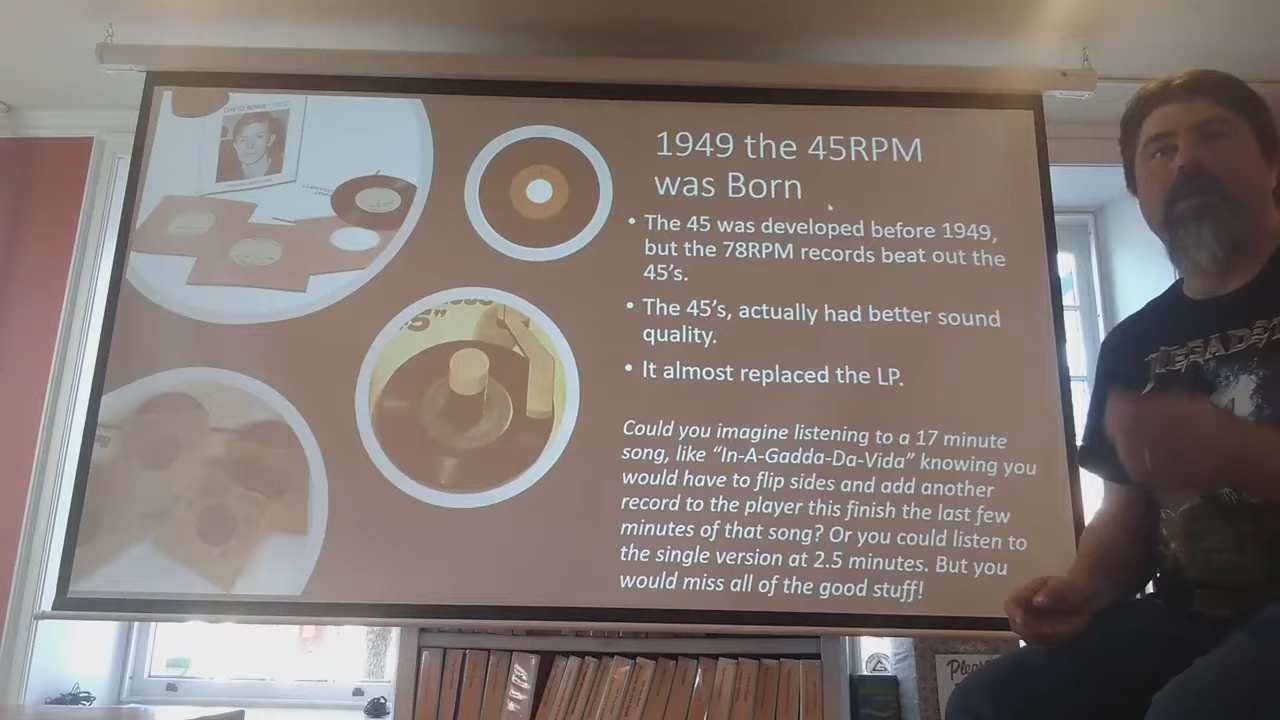 1949 the 45RPM
was Born
• The 45 was developed before 1949,
but the 78RPM records beat out the
45's.
• The 45's, actually had better sound
quality.
• It almost replaced the LP.
Could you imagine listening to a 17 minute
song, like “In-A-Gadda-Da-Vida” knowing you
would have to flip sides and add another
record to the player this finish the last few
minutes of that song? Or you could listen to
the single version at 2.5 minutes. But you
would miss all of the good stuff!
DAVID BOWIE
MEGADE